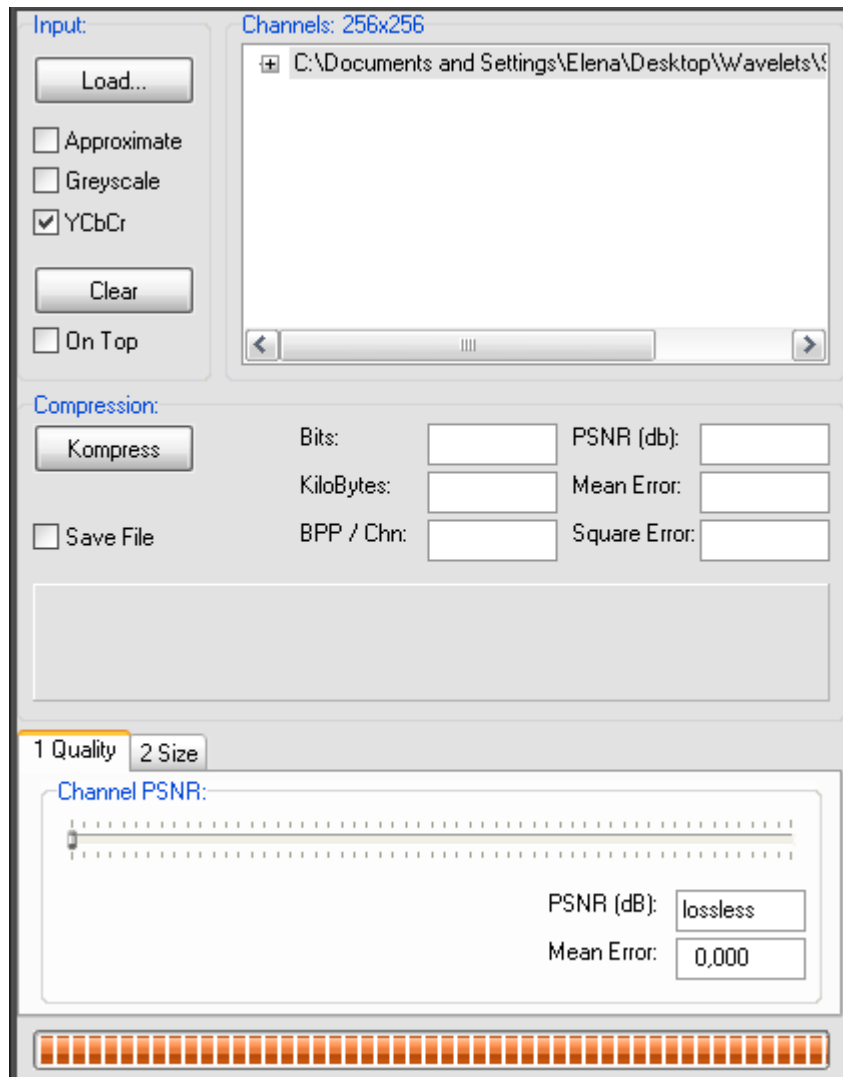 Input:
Load...
Approximate
Greyscale
YCbCr
Clear
On Top
Channels: 256x256
C:\Documents and Settings\Elena\Desktop\Wavelets\
Compression:
Kompress
Save File
Bits:
KiloBytes:
BPP / Chn:
PSNR (db):
Mean Error:
Square Error:
1 Quality
2 Size
Channel PSNR:
PSNR (dB): lossless
Mean Error: 0,000